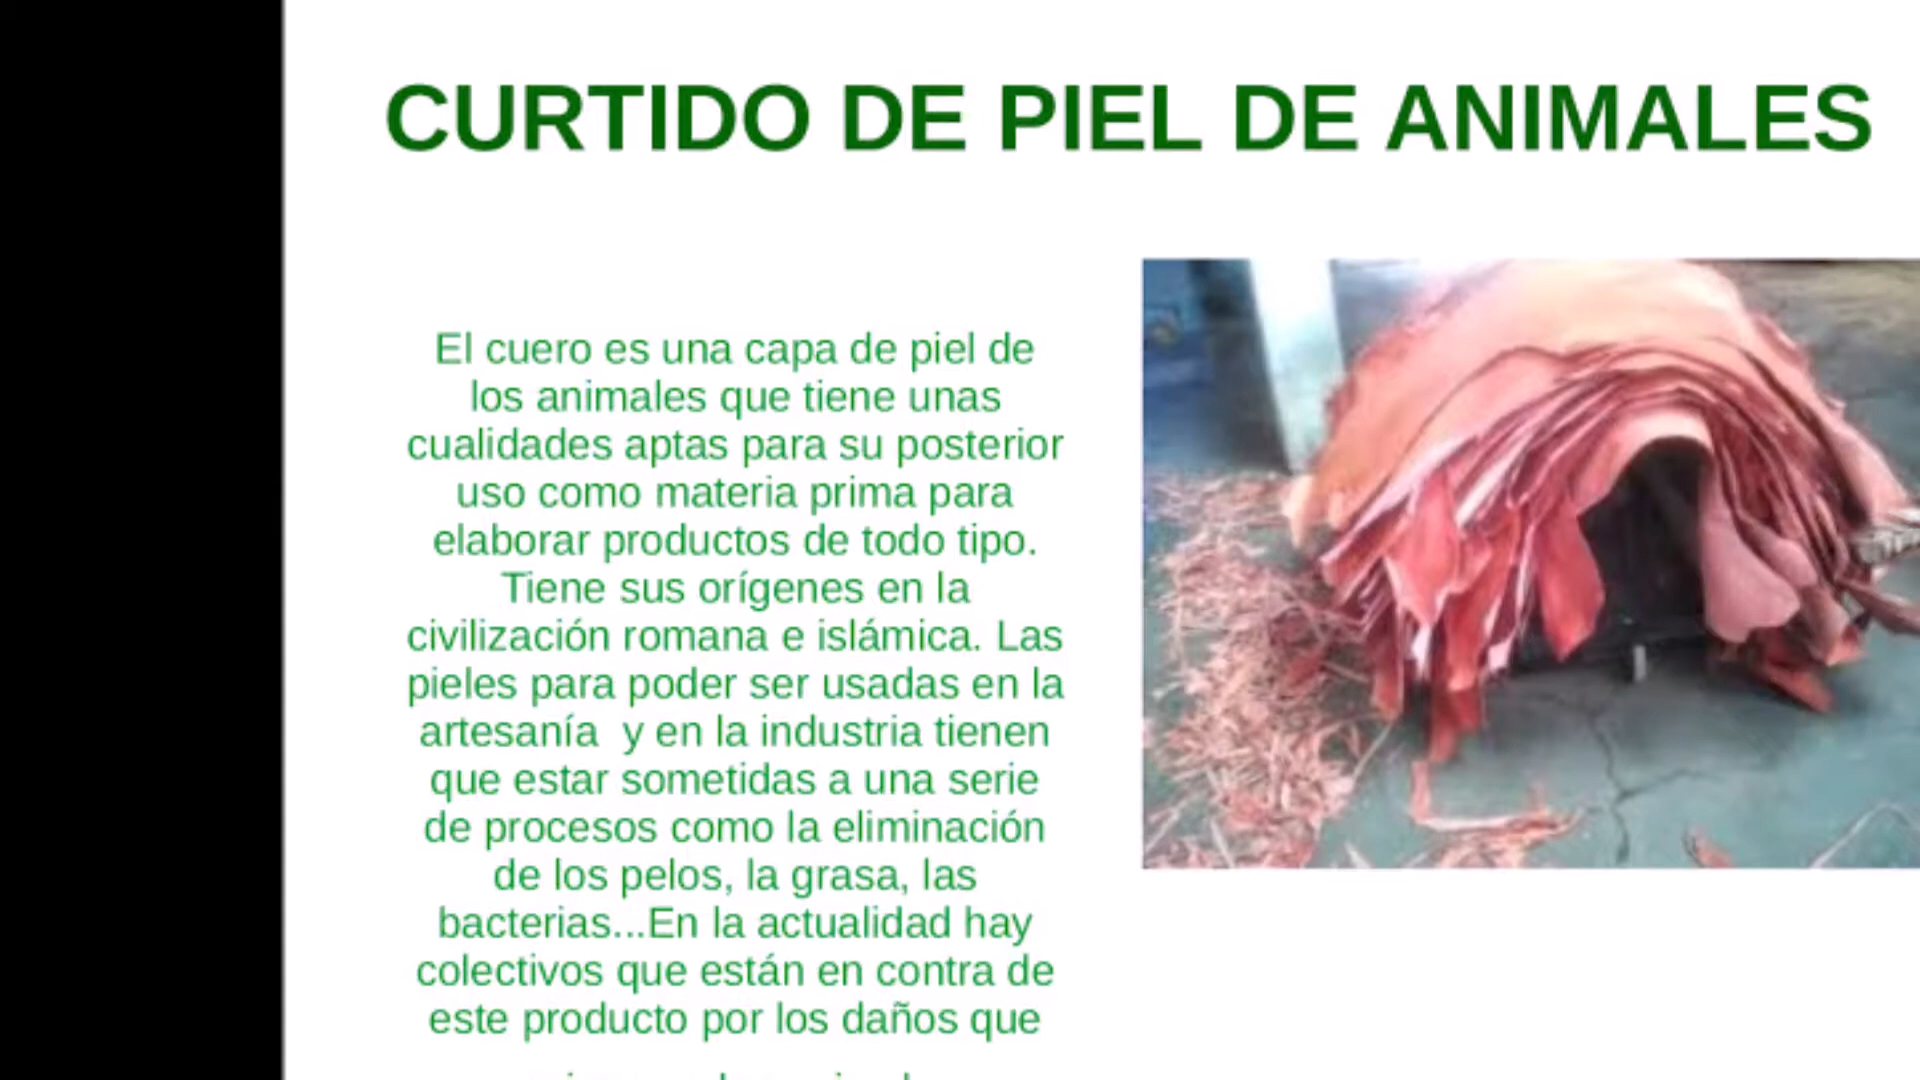 CURTIDO DE PIEL DE ANIMALES
El cuero es una capa de piel de
los animales que tiene unas
cualidades aptas para su posterior
uso como materia prima para
elaborar productos de todo tipo.
Tiene sus orígenes en la
civilización romana e islámica. Las
pieles para poder ser usadas en la
artesanía  y en la industria tienen
que estar sometidas a una serie
de procesos como la eliminación
de los pelos, la grasa, las
bacterias...En la actualidad hay
colectivos que están en contra de
este producto por los daños que